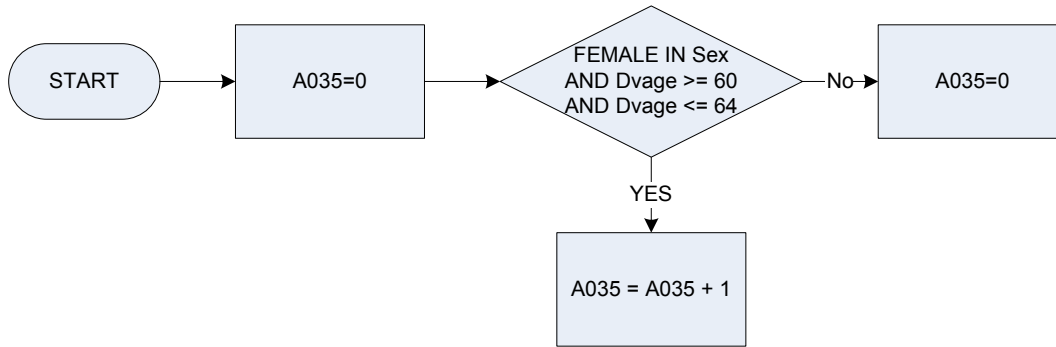 START
A035=0
FEMALE IN Sex
AND Dvage >= 60
AND Dvage <= 64
No
A035=0
YES
A035 = A035 + 1